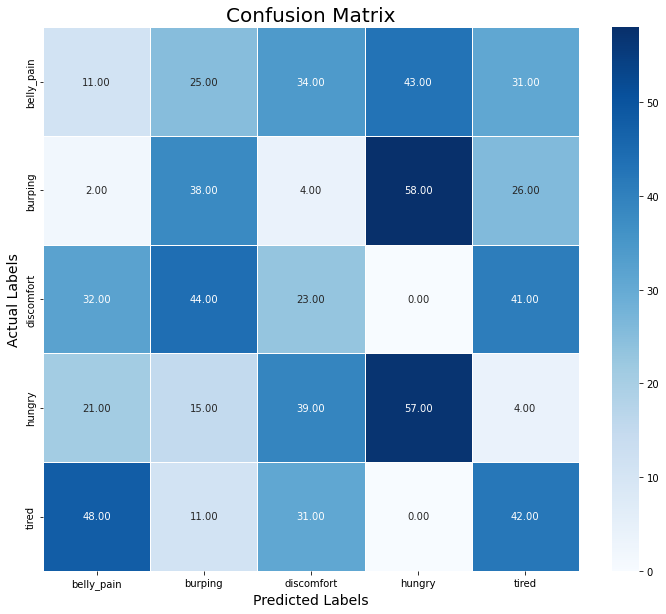 Confusion Matrix
Actual Labels
belly_pain 11.00 25.00 34.00 43.00 31.00
burping 2.00 38.00 4.00 58.00 26.00
discomfort 32.00 44.00 23.00 0.00 41.00
hungry 21.00 15.00 39.00 57.00 4.00
tired 48.00 11.00 31.00 0.00 42.00
belly_pain burping discomfort hungry tired
Predicted Labels
50
40
30
20
10
0